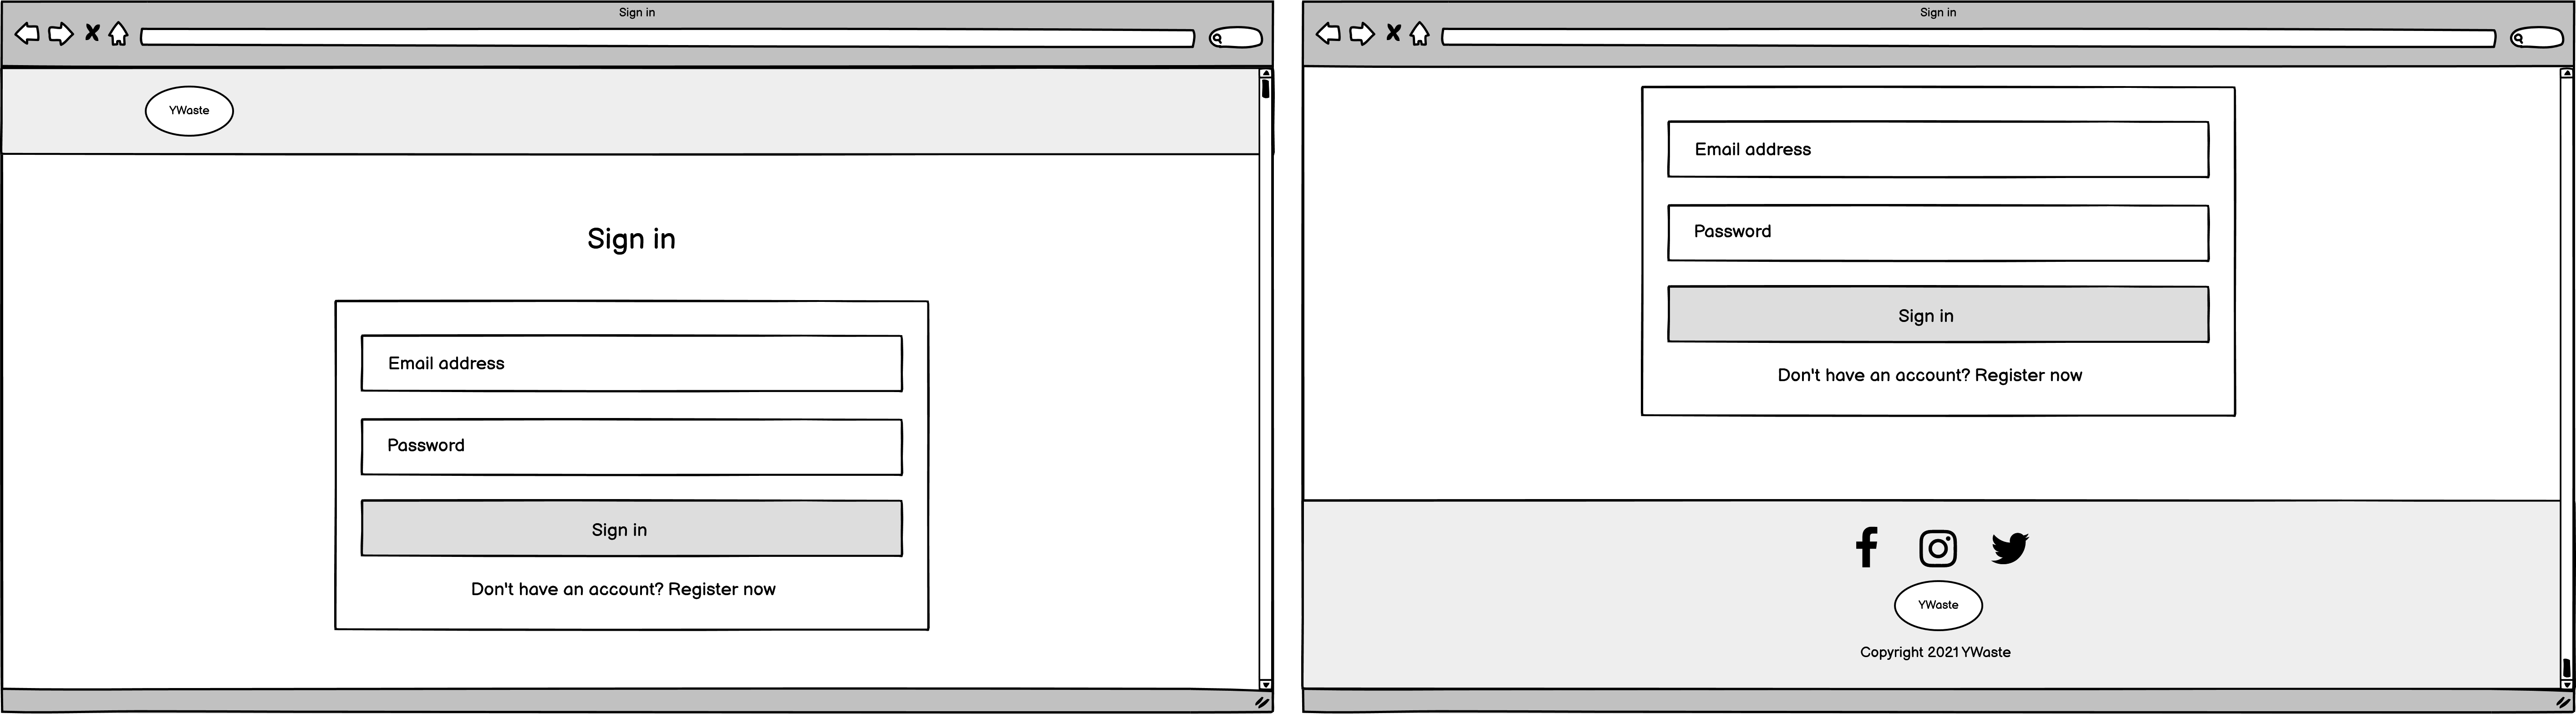 Sign in
YWaste
Sign in
Email address
Password
Sign in
Don't have an account? Register now
Sign in
Email address
Password
Sign in
Don't have an account? Register now
YWaste
Copyright 2021 YWaste